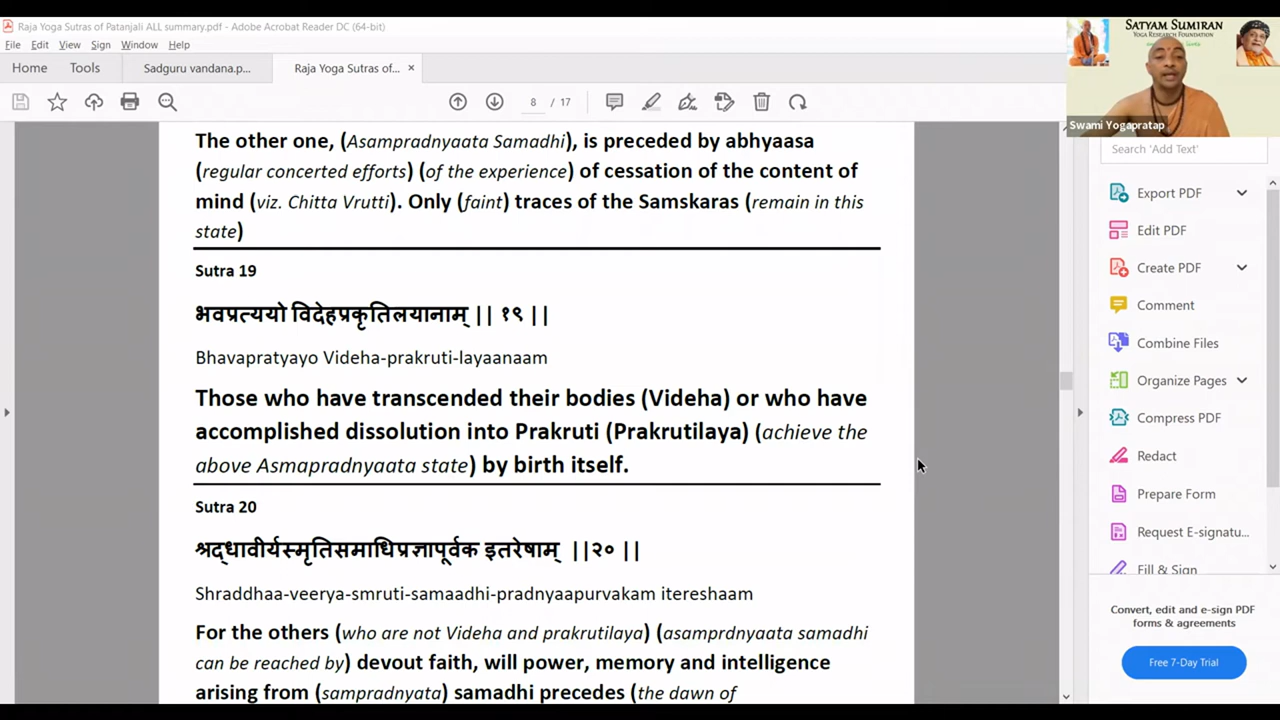 Raja Yoga Sutras of Patanjali ALL summary.pdf - Adobe Acrobat Reader DC (64-bit)
File Edit View Sign Window Help
Home Tools Sadguru vandana.p... Raja Yoga Sutras of... ×
8 / 17
SATYAM SUMIRAN
YOGA RESEARCH FOUNDATION
Swami Yogapratap
The other one, (Asampradnyaata Samadhi), is preceded by abhyaasa
(regular concerted efforts) (of the experience) of cessation of the content of
mind (viz. Chitta Vrutti). Only (faint) traces of the Samskaras (remain in this
state)
Sutra 19
भवप्रत्ययो विदेहप्रकृतिलयानाम् || १९ ||
Bhavapratyayo Videha-prakruti-layaanaam
Those who have transcended their bodies (Videha) or who have
accomplished dissolution into Prakruti (Prakrutilaya) (achieve the
above Asmapradnyaata state) by birth itself.
Sutra 20
श्रद्धावीर्यस्मृतिसमाधिप्रज्ञापूर्वक इतरेषाम् ||२० ||
Shraddhaa-veerya-smruti-samaadhi-pradnyaapurvakam itereshaam
For the others (who are not Videha and prakrutilaya) (asamprdnyaata samadhi
can be reached by) devout faith, will power, memory and intelligence
arising from (sampradnyata) samadhi precedes (the dawn of
Search 'Add Text'
Export PDF
Edit PDF
Create PDF
Comment
Combine Files
Organize Pages
Compress PDF
Redact
Prepare Form
Request E-signatu...
Fill & Sign
Convert, edit and e-sign PDF
forms & agreements
Free 7-Day Trial